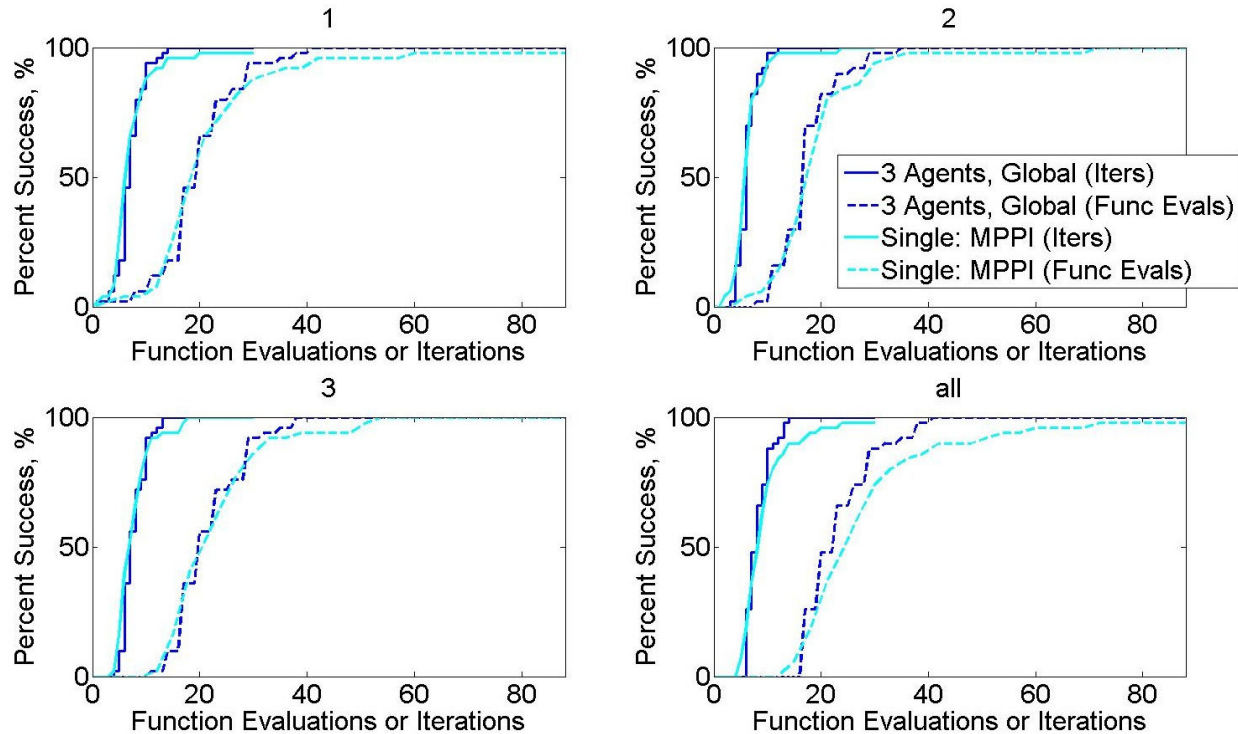 1
Percent Success, %
100
50
0
0 20 40 60 80
Function Evaluations or Iterations
2
Percent Success, %
100
50
0
0 20 40 60 80
Function Evaluations or Iterations
3 Agents, Global (Iters)
3 Agents, Global (Func Evals)
Single: MPPI (Iters)
Single: MPPI (Func Evals)
3
Percent Success, %
100
50
0
0 20 40 60 80
Function Evaluations or Iterations
all
Percent Success, %
100
50
0
0 20 40 60 80
Function Evaluations or Iterations